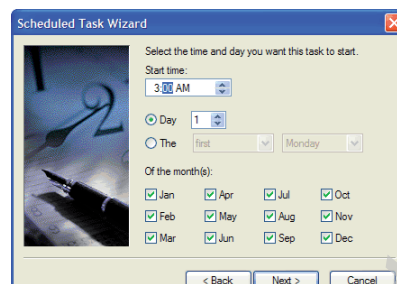 Scheduled Task Wizard
Select the time and day you want this task to start.
Start time:
3:00 AM
Day 1
The first Monday
Of the month(s):
Jan Apr Jul Oct
Feb May Aug Nov
Mar Jun Sep Dec
< Back Next > Cancel